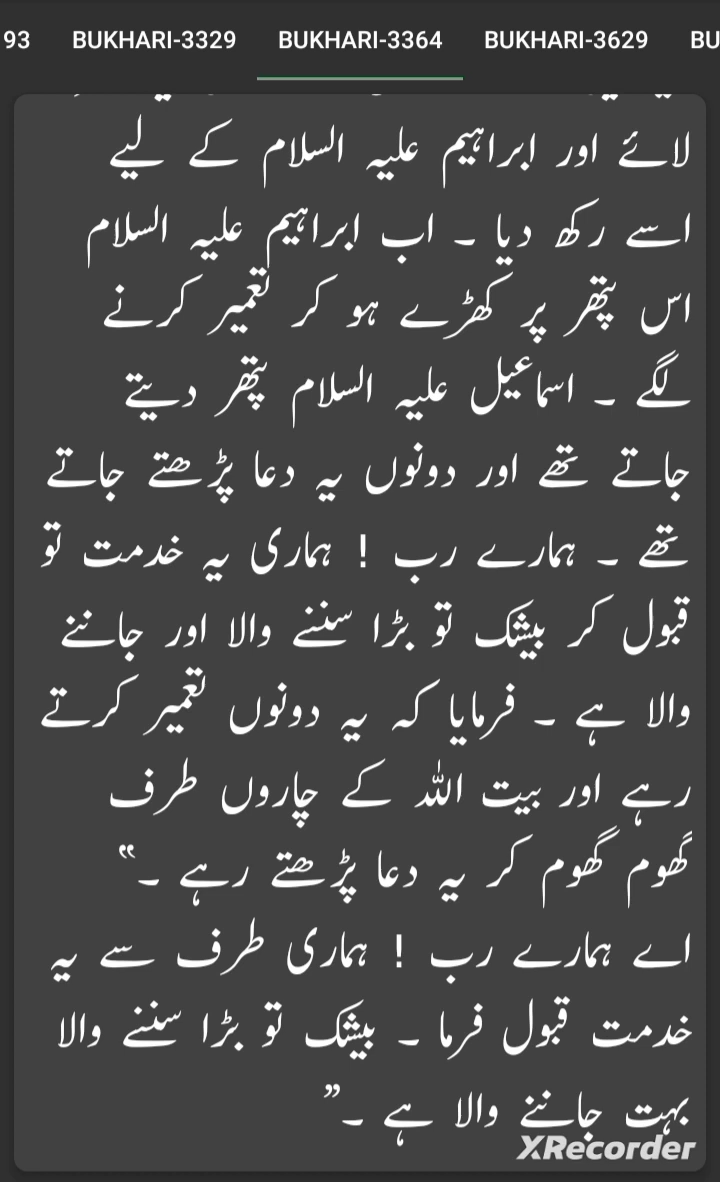 93 BUKHARI-3329 BUKHARI-3364 BUKHARI-3629 BU
لائے اور ابراہیم علیہ السلام کے لیے
اسے رکھ دیا ۔ اب ابراہیم علیہ السلام
اس پتھر پر کھڑے ہو کر تعمیر کرنے
لگے ۔ اسماعیل علیہ السلام پتھر دیتے
جاتے تھے اور دونوں یہ دعا پڑھتے جاتے
تھے ۔ ہمارے رب ! ہماری یہ خدمت تو
قبول کر بیشک تو بڑا سننے والا اور جاننے
والا ہے ۔ فرمایا کہ یہ دونوں تعمیر کرتے
رہے اور بیت اللہ کے چاروں طرف
گھوم گھوم کر یہ دعا پڑھتے رہے ۔‘‘
اے ہمارے رب ! ہماری طرف سے یہ
خدمت قبول فرما ۔ بیشک تو بڑا سننے والا
بہت جاننے والا ہے ۔’’
XRecorder